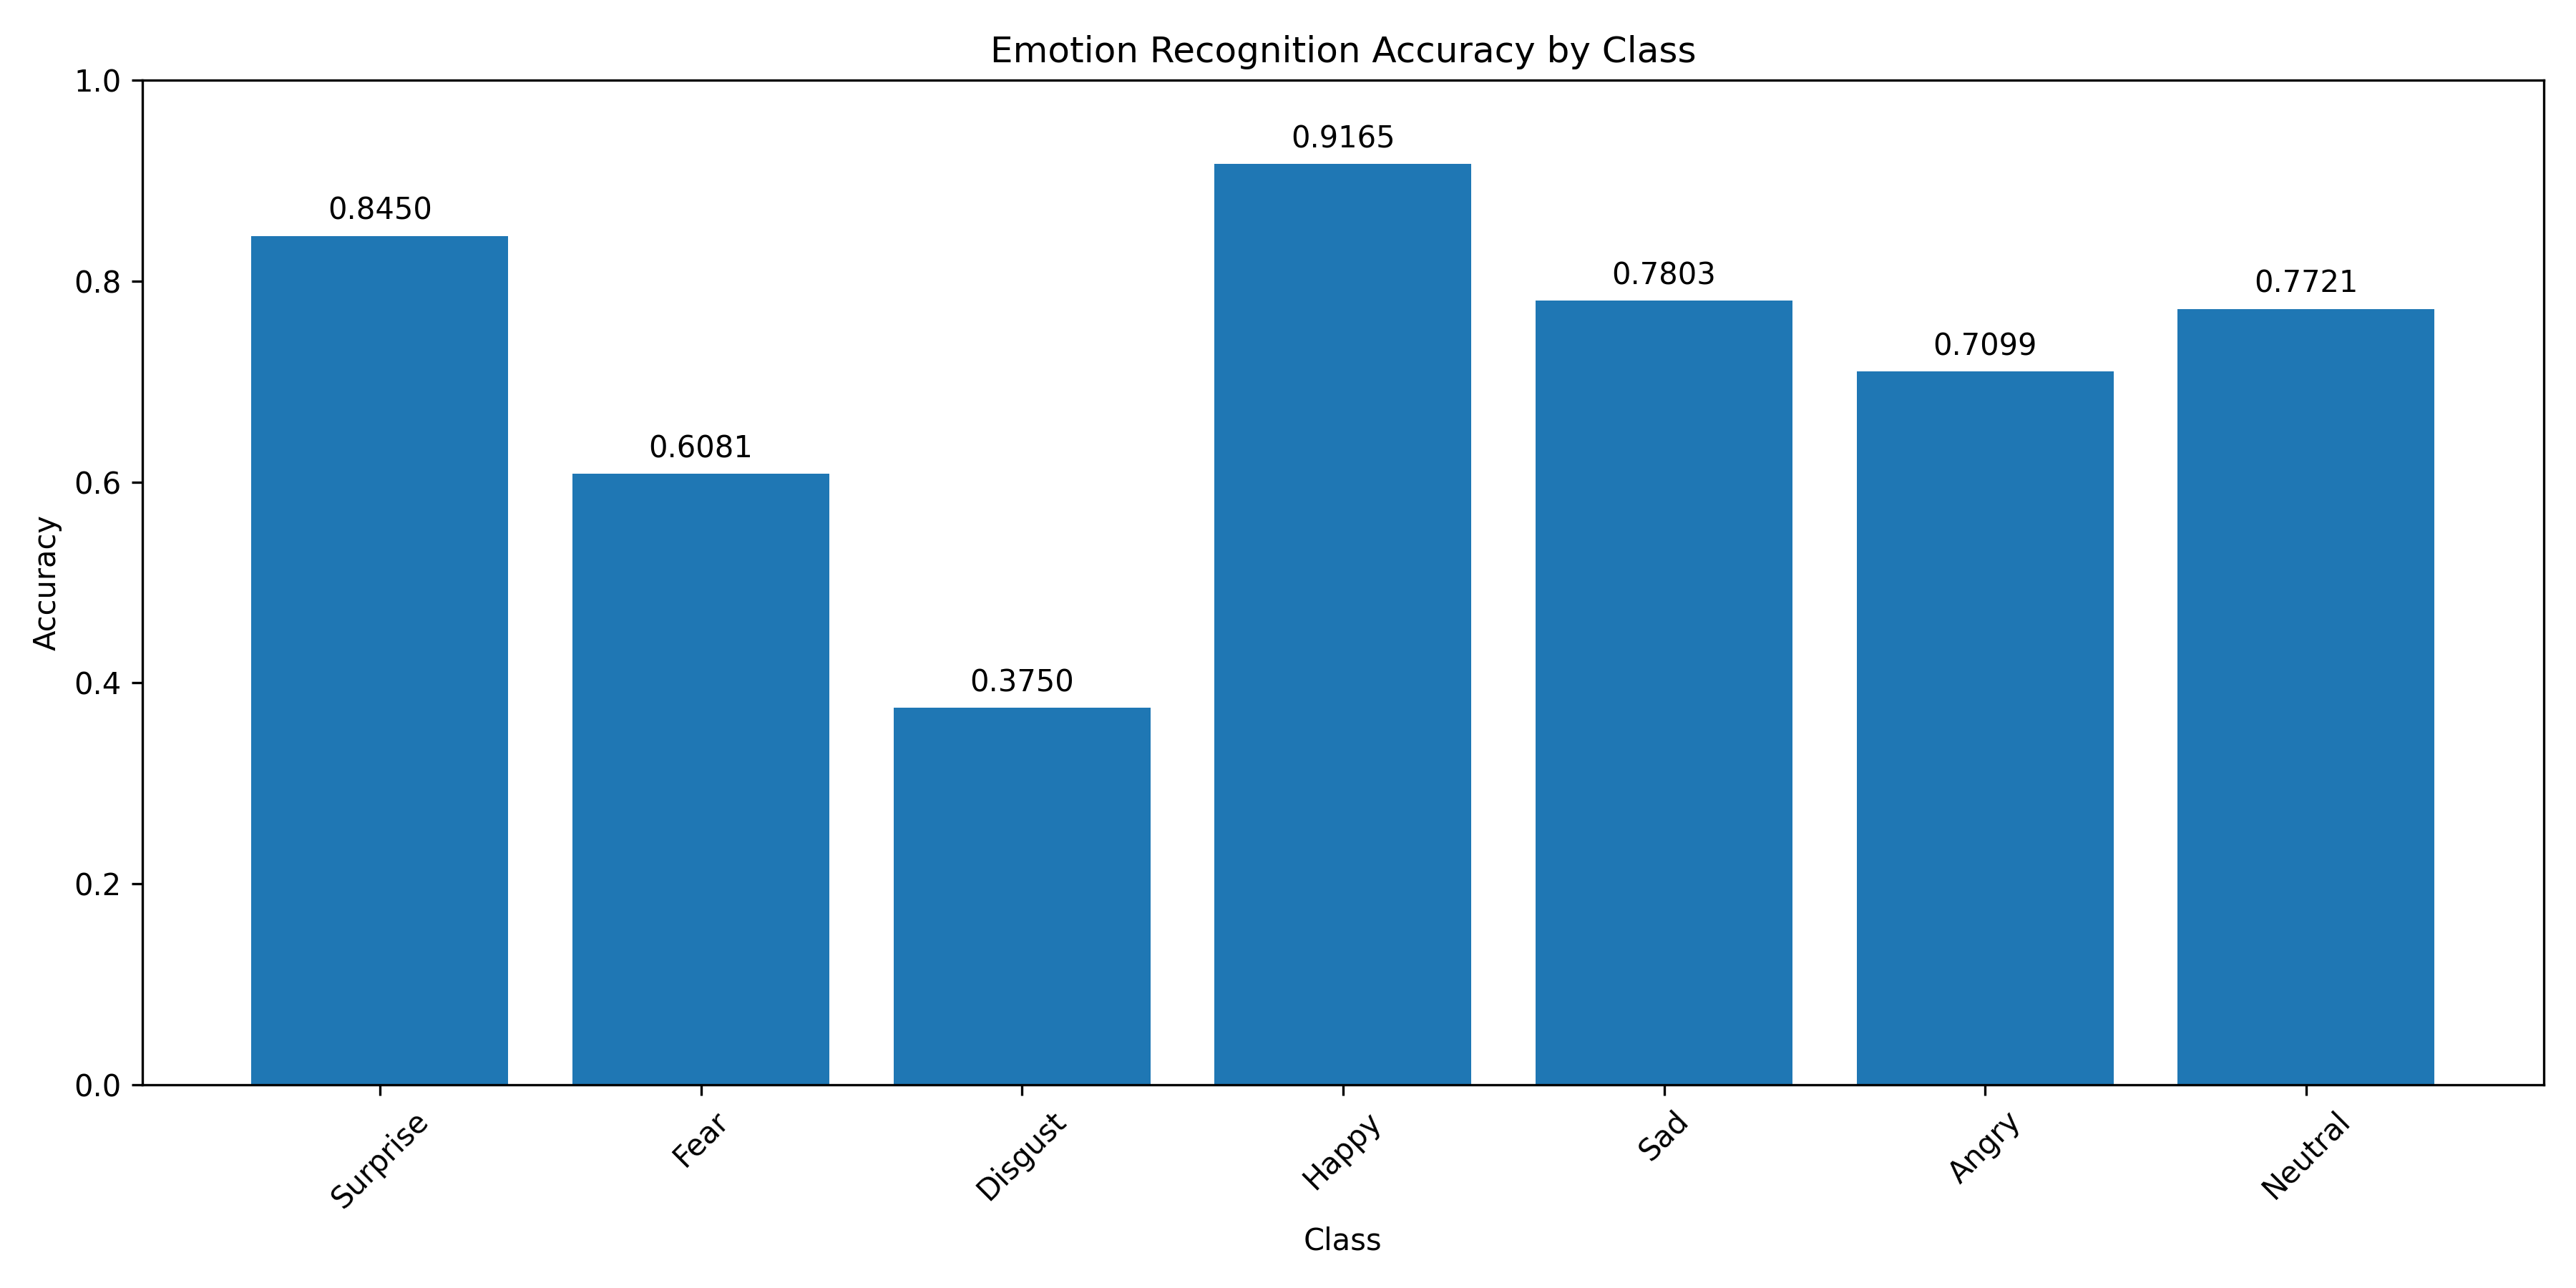 Emotion Recognition Accuracy by Class
Accuracy
1.0
0.8
0.6
0.4
0.2
0.0
0.8450
0.6081
0.3750
0.9165
0.7803
0.7099
0.7721
Surprise
Fear
Disgust
Happy
Sad
Angry
Neutral
Class